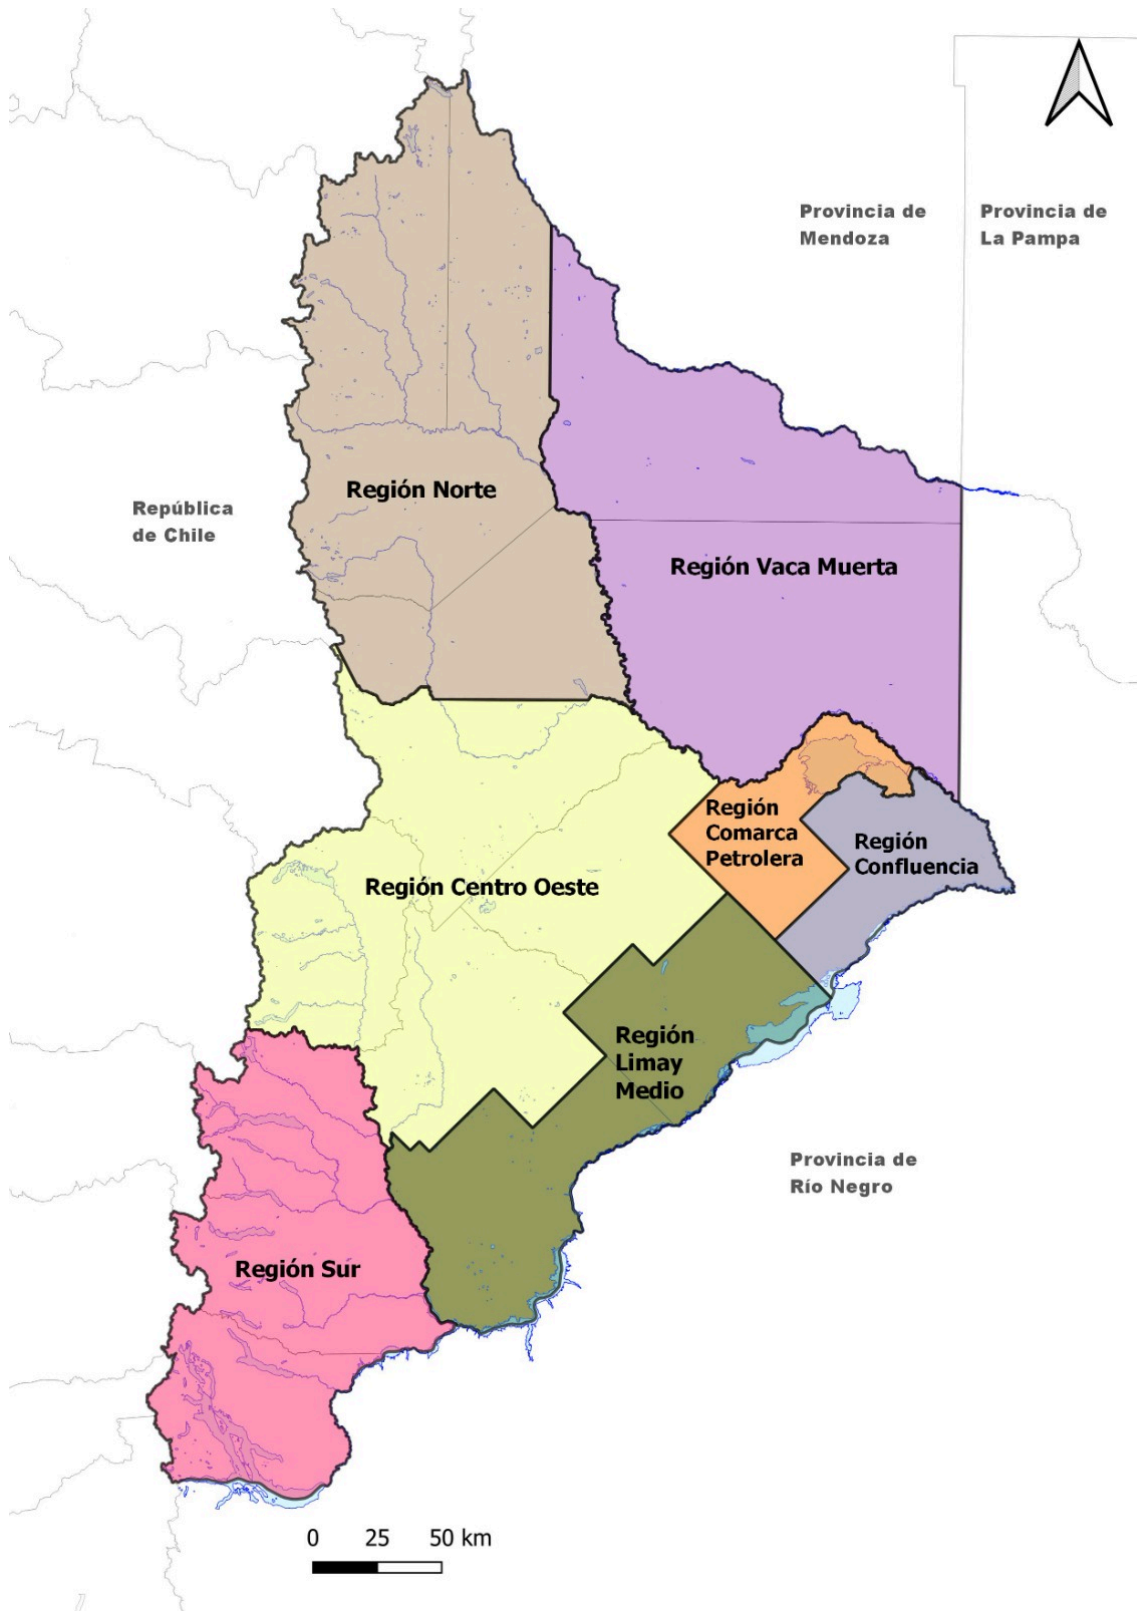 Provincia de
Mendoza
Provincia de
La Pampa
Región Norte
República
de Chile
Región Vaca Muerta
Región
Comarca
Petrolera
Región
Confluencia
Región Centro Oeste
Región
Limay
Medio
Provincia de
Río Negro
Región Sur
0 25 50 km